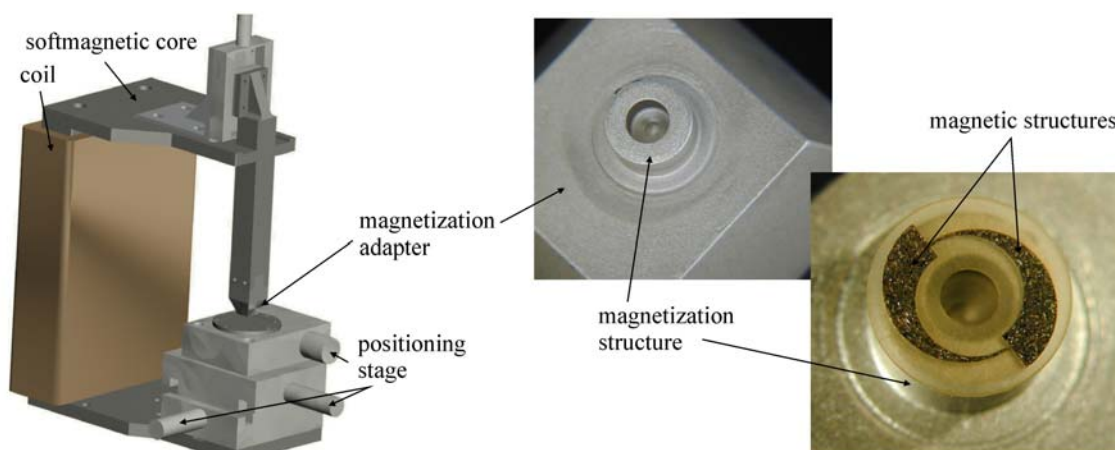 softmagnetic core
coil
magnetization
adapter
positioning
stage
magnetization
structure
magnetic structures